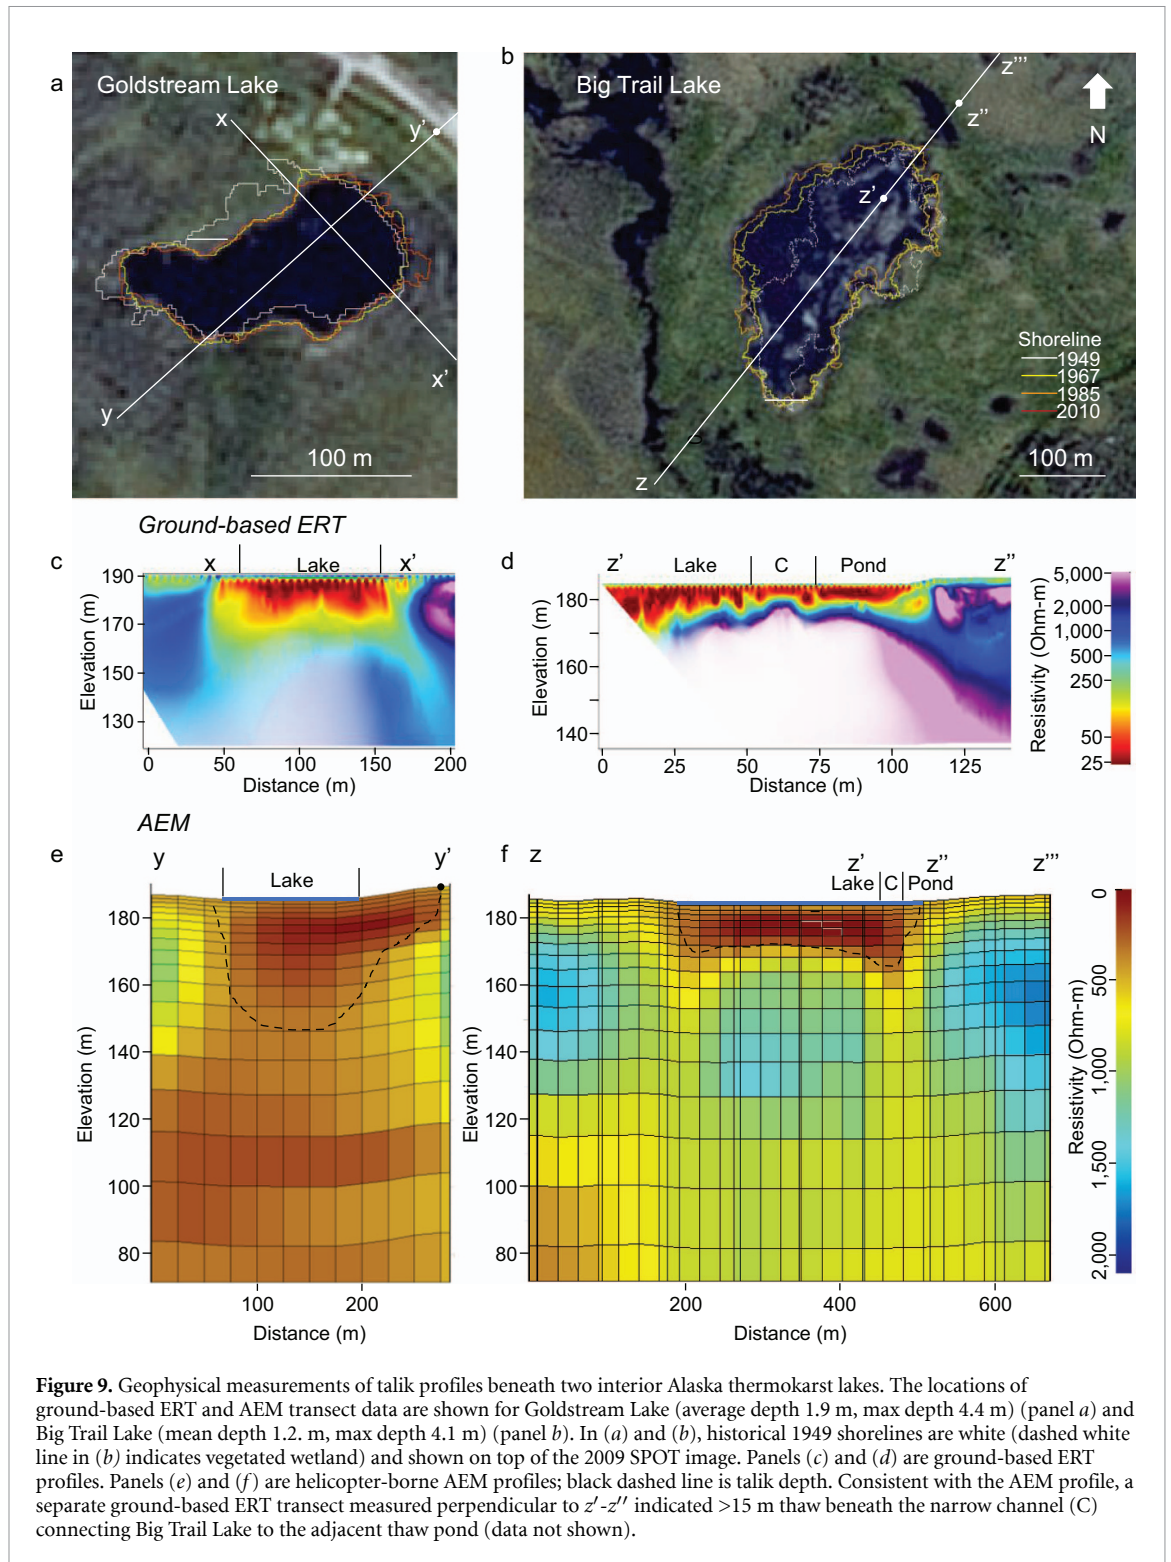 a
Goldstream Lake
x
y'
x'
y
100 m
b
Big Trail Lake
z'''
z''
N
z'
z
Shoreline
1949
1967
1985
2010
100 m
Ground-based ERT
c
x
Lake
x'
190
170
150
130
Elevation (m)
0
50
100
150
200
Distance (m)
d
z'
Lake
C
Pond
z''
180
160
140
Elevation (m)
0
25
50
75
100
125
Distance (m)
5,000
2,000
1,000
500
250
50
25
Resistivity (Ohm-m)
AEM
e
y
y'
Lake
180
160
140
120
100
80
Elevation (m)
100
200
Distance (m)
f
z
z'
z''
z'''
Lake
C
Pond
180
160
140
120
100
80
Elevation (m)
200
400
600
Distance (m)
0
500
1,000
1,500
2,000
Resistivity (Ohm-m)
Figure 9. Geophysical measurements of talik profiles beneath two interior Alaska thermokarst lakes. The locations of
ground-based ERT and AEM transect data are shown for Goldstream Lake (average depth 1.9 m, max depth 4.4 m) (panel a) and
Big Trail Lake (mean depth 1.2. m, max depth 4.1 m) (panel b). In (a) and (b), historical 1949 shorelines are white (dashed white
line in (b) indicates vegetated wetland) and shown on top of the 2009 SPOT image. Panels (c) and (d) are ground-based ERT
profiles. Panels (e) and (f) are helicopter-borne AEM profiles; black dashed line is talik depth. Consistent with the AEM profile, a
separate ground-based ERT transect measured perpendicular to z′-z′′ indicated >15 m thaw beneath the narrow channel (C)
connecting Big Trail Lake to the adjacent thaw pond (data not shown).